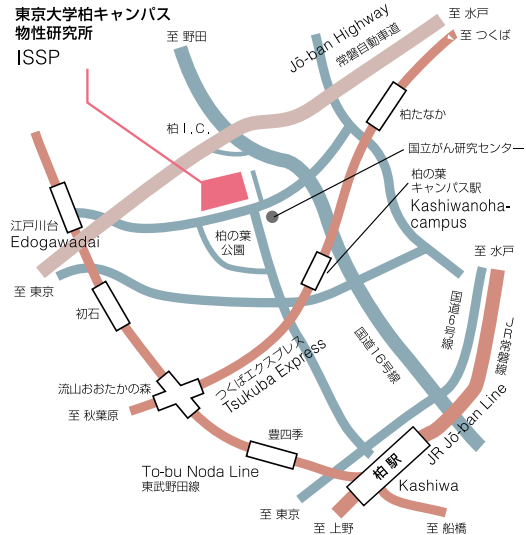 東京大学柏キャンパス
物性研究所
ISSP
至 野田
Jō-ban Highway
常磐自動車道
至 水戸
至 つくば
柏 I.C.
柏たなか
国立がん研究センター
柏の葉
キャンパス駅
Kashiwanoha-
campus
江戸川台
Edogawadai
柏の葉
公園
至 水戸
至 東京
初石
国道6号線
JR常磐線
つくばエクスプレス
Tsukuba Express
国道16号線
流山おおたかの森
至 秋葉原
豊四季
JR Jō-ban Line
To-bu Noda Line
東武野田線
柏 駅
Kashiwa
至 東京
至 上野
至 船橋